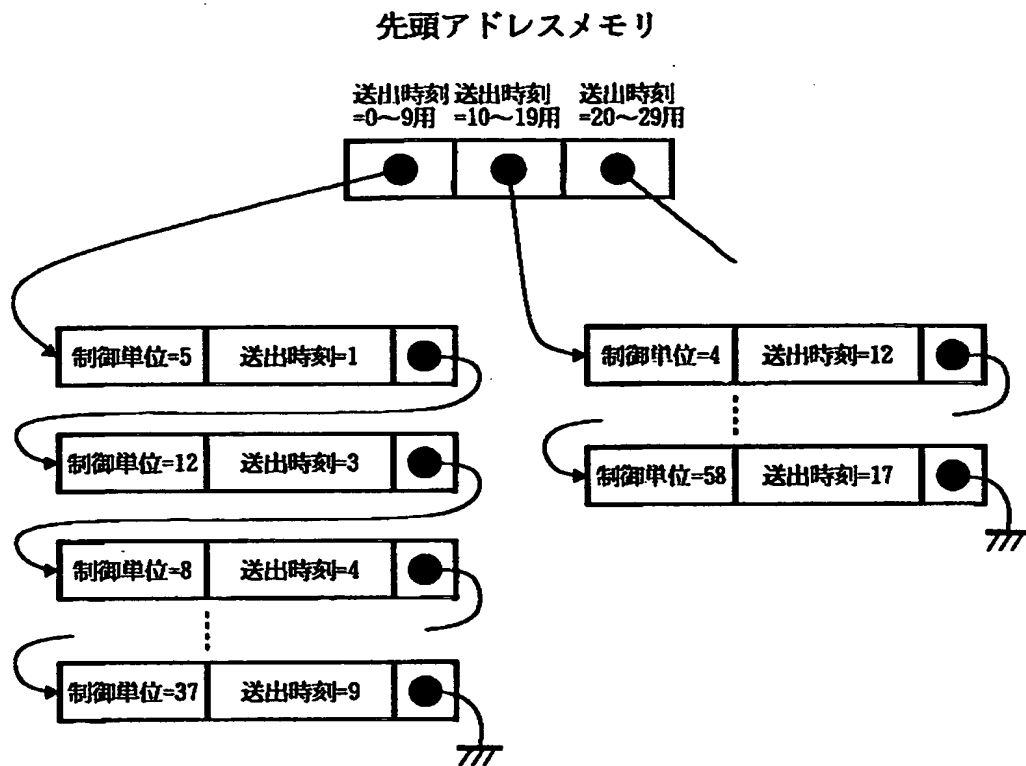 先頭アドレスメモリ
送出時刻 送出時刻 送出時刻
=0～9用 =10～19用 =20～29用
制御単位=5 送出時刻=1
制御単位=12 送出時刻=3
制御単位=8 送出時刻=4
制御単位=37 送出時刻=9
制御単位=4 送出時刻=12
制御単位=58 送出時刻=17